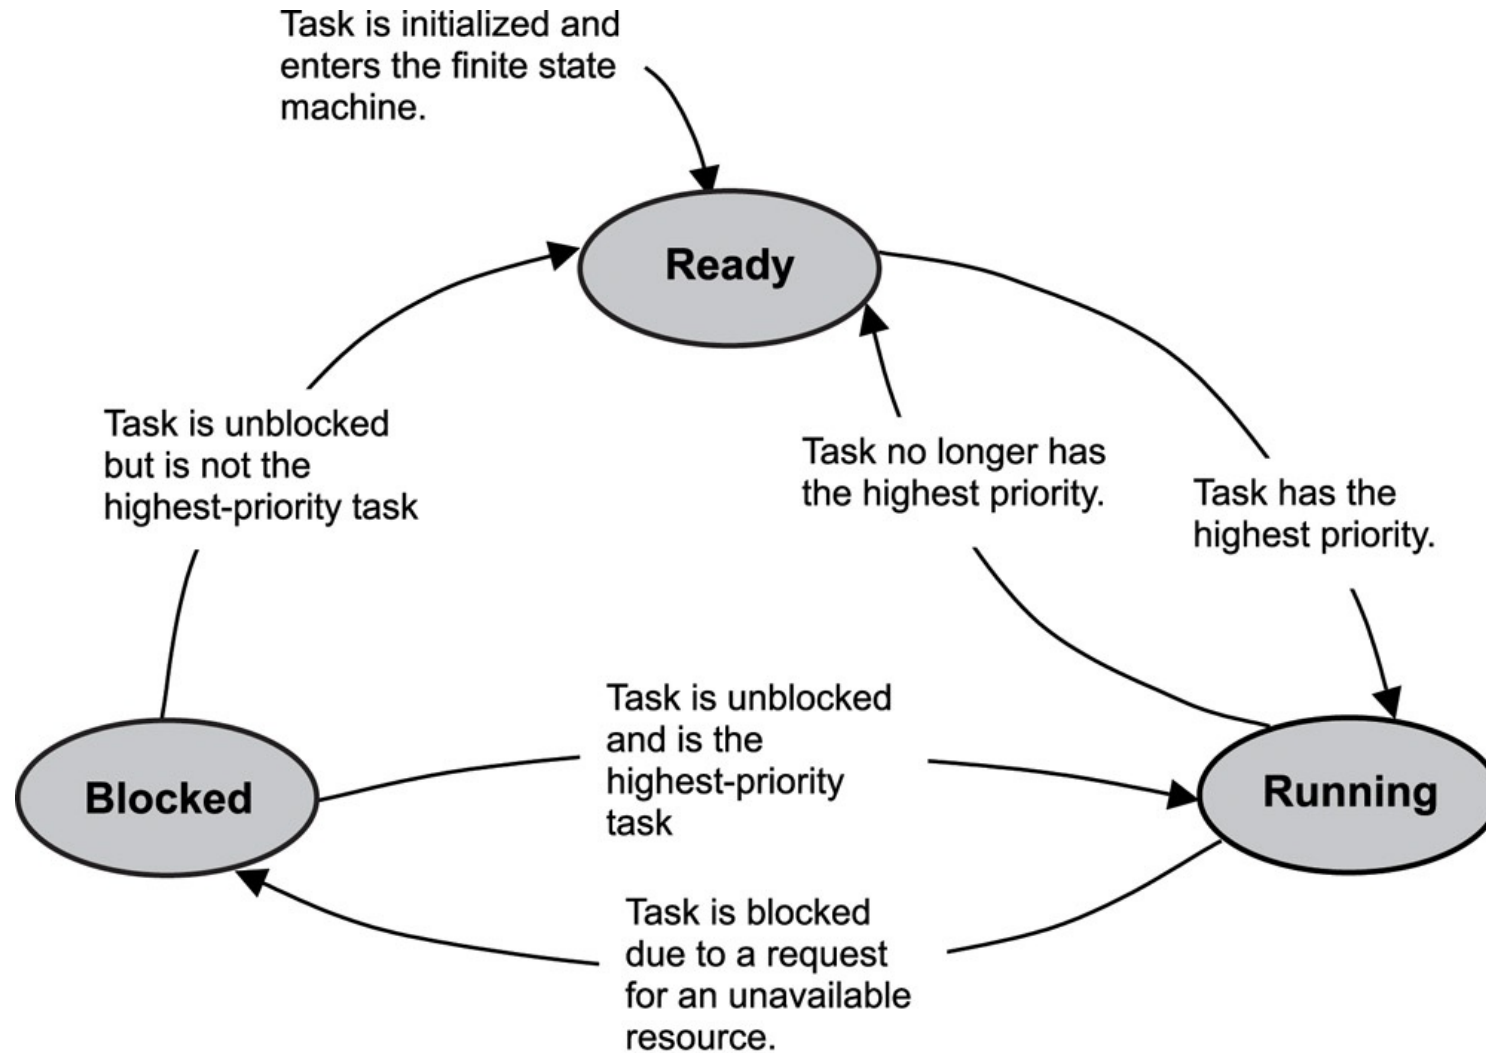 Task is initialized and
enters the finite state
machine.
Ready
Task is unblocked
but is not the
highest-priority task
Task no longer has
the highest priority.
Task has the
highest priority.
Task is unblocked
and is the
highest-priority
task
Blocked
Running
Task is blocked
due to a request
for an unavailable
resource.